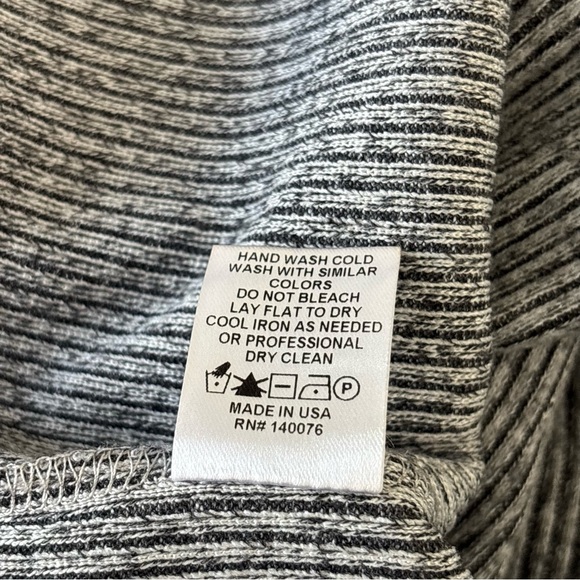 HAND WASH COLD
WASH WITH SIMILAR
COLORS
DO NOT BLEACH
LAY FLAT TO DRY
COOL IRON AS NEEDED
OR PROFESSIONAL
DRY CLEAN
P
MADE IN USA
RN# 140076